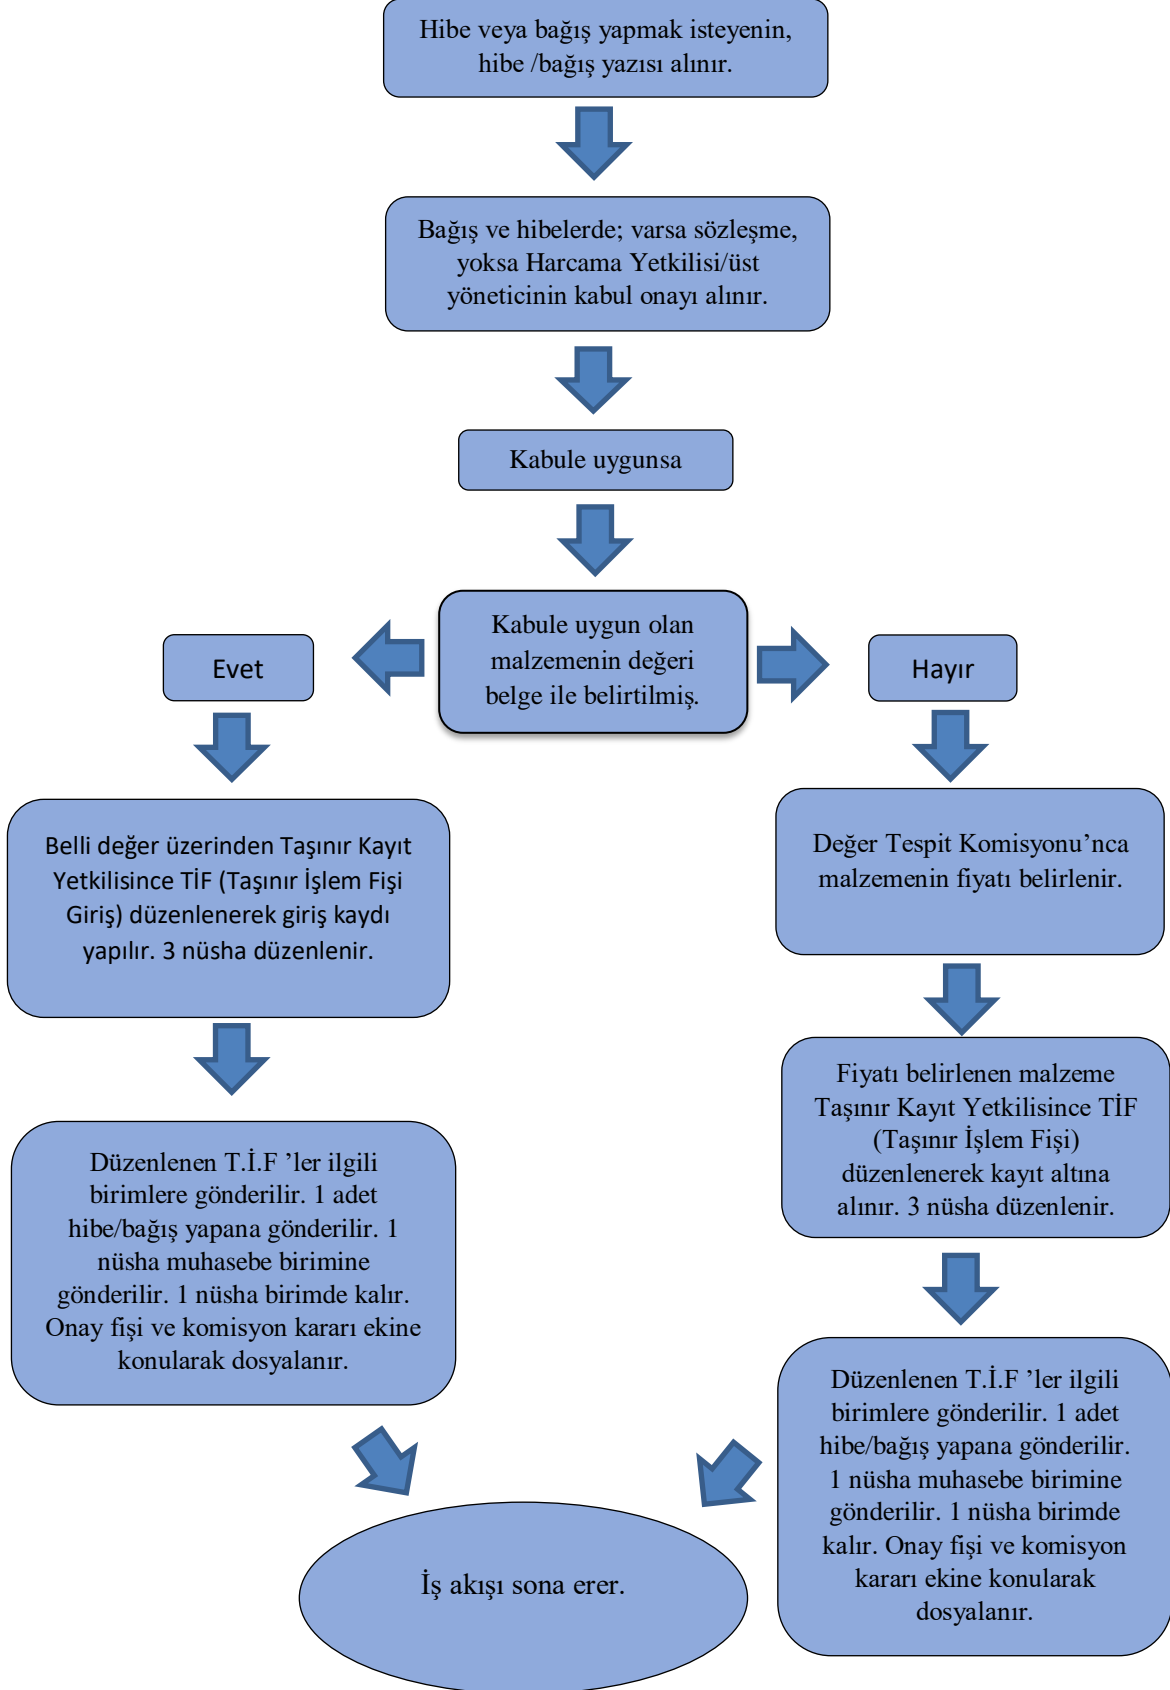 Hibe veya bağış yapmak isteyenin,
hibe /bağış yazısı alınır.
Bağış ve hibelerde; varsa sözleşme,
yoksa Harcama Yetkilisi/üst
yöneticinin kabul onayı alınır.
Kabule uygunsa
Kabule uygun olan
malzemenin değeri
belge ile belirtilmiş.
Evet
Hayır
Belli değer üzerinden Taşınır Kayıt
Yetkilisince TİF (Taşınır İşlem Fişi
Giriş) düzenlenerek giriş kaydı
yapılır. 3 nüsha düzenlenir.
Değer Tespit Komisyonu’nca
malzemenin fiyatı belirlenir.
Fiyatı belirlenen malzeme
Taşınır Kayıt Yetkilisince TİF
(Taşınır İşlem Fişi)
düzenlenerek kayıt altına
alınır. 3 nüsha düzenlenir.
Düzenlenen T.İ.F ’ler ilgili
birimlere gönderilir. 1 adet
hibe/bağış yapana gönderilir. 1
nüsha muhasebe birimine
gönderilir. 1 nüsha birimde kalır.
Onay fişi ve komisyon kararı ekine
konularak dosyalanır.
Düzenlenen T.İ.F ’ler ilgili
birimlere gönderilir. 1 adet
hibe/bağış yapana gönderilir.
1 nüsha muhasebe birimine
gönderilir. 1 nüsha birimde
kalır. Onay fişi ve komisyon
kararı ekine konularak
dosyalanır.
İş akışı sona erer.